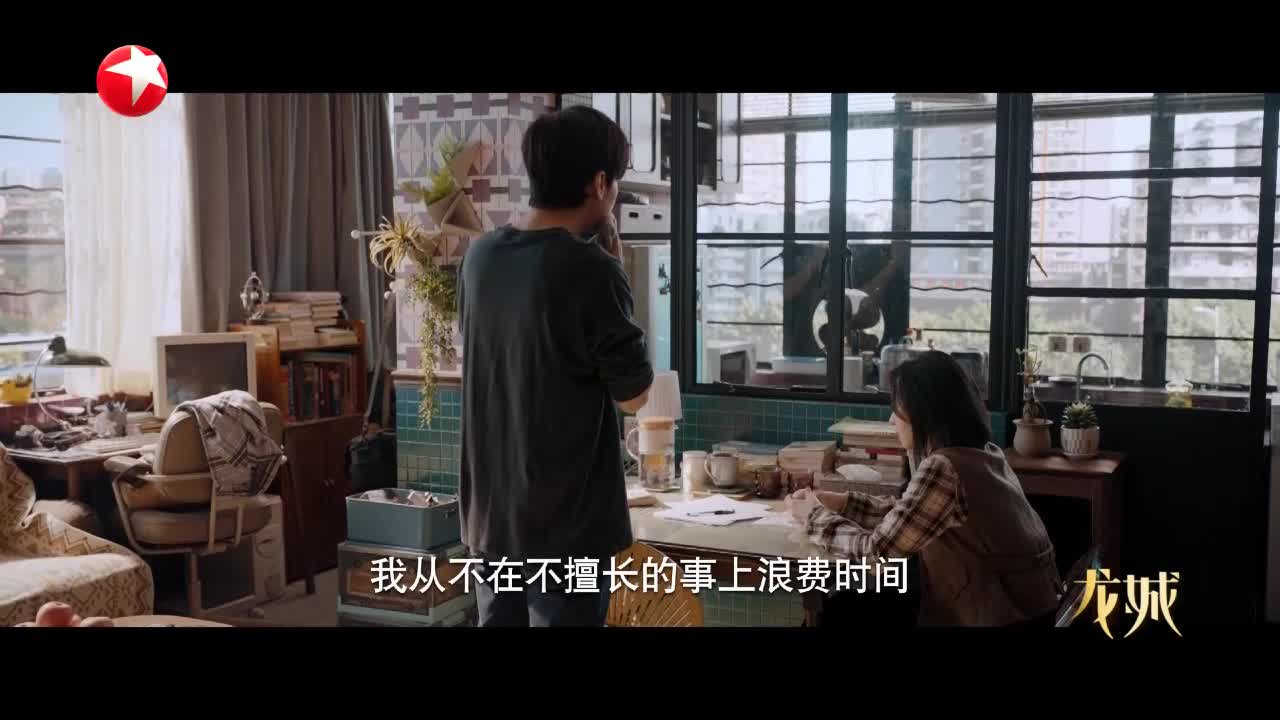 我从不在不擅长的事上浪费时间
龙城